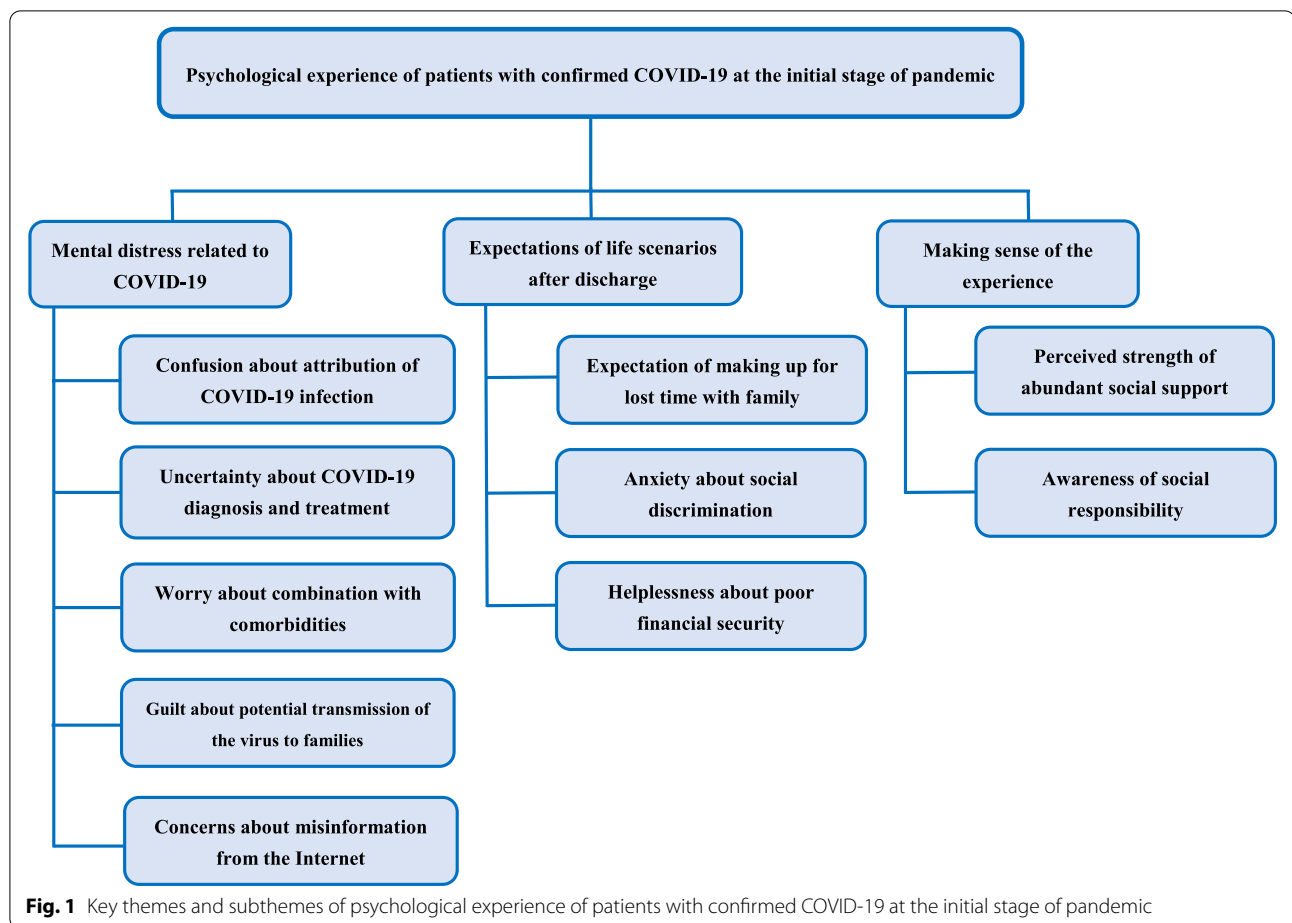 Psychological experience of patients with confirmed COVID-19 at the initial stage of pandemic
Mental distress related to
COVID-19
Confusion about attribution of
COVID-19 infection
Uncertainty about COVID-19
diagnosis and treatment
Worry about combination with
comorbidities
Guilt about potential transmission of
the virus to families
Concerns about misinformation
from the Internet
Expectations of life scenarios
after discharge
Expectation of making up for
lost time with family
Anxiety about social
discrimination
Helplessness about poor
financial security
Making sense of the
experience
Perceived strength of
abundant social support
Awareness of social
responsibility
Fig. 1 Key themes and subthemes of psychological experience of patients with confirmed COVID-19 at the initial stage of pandemic